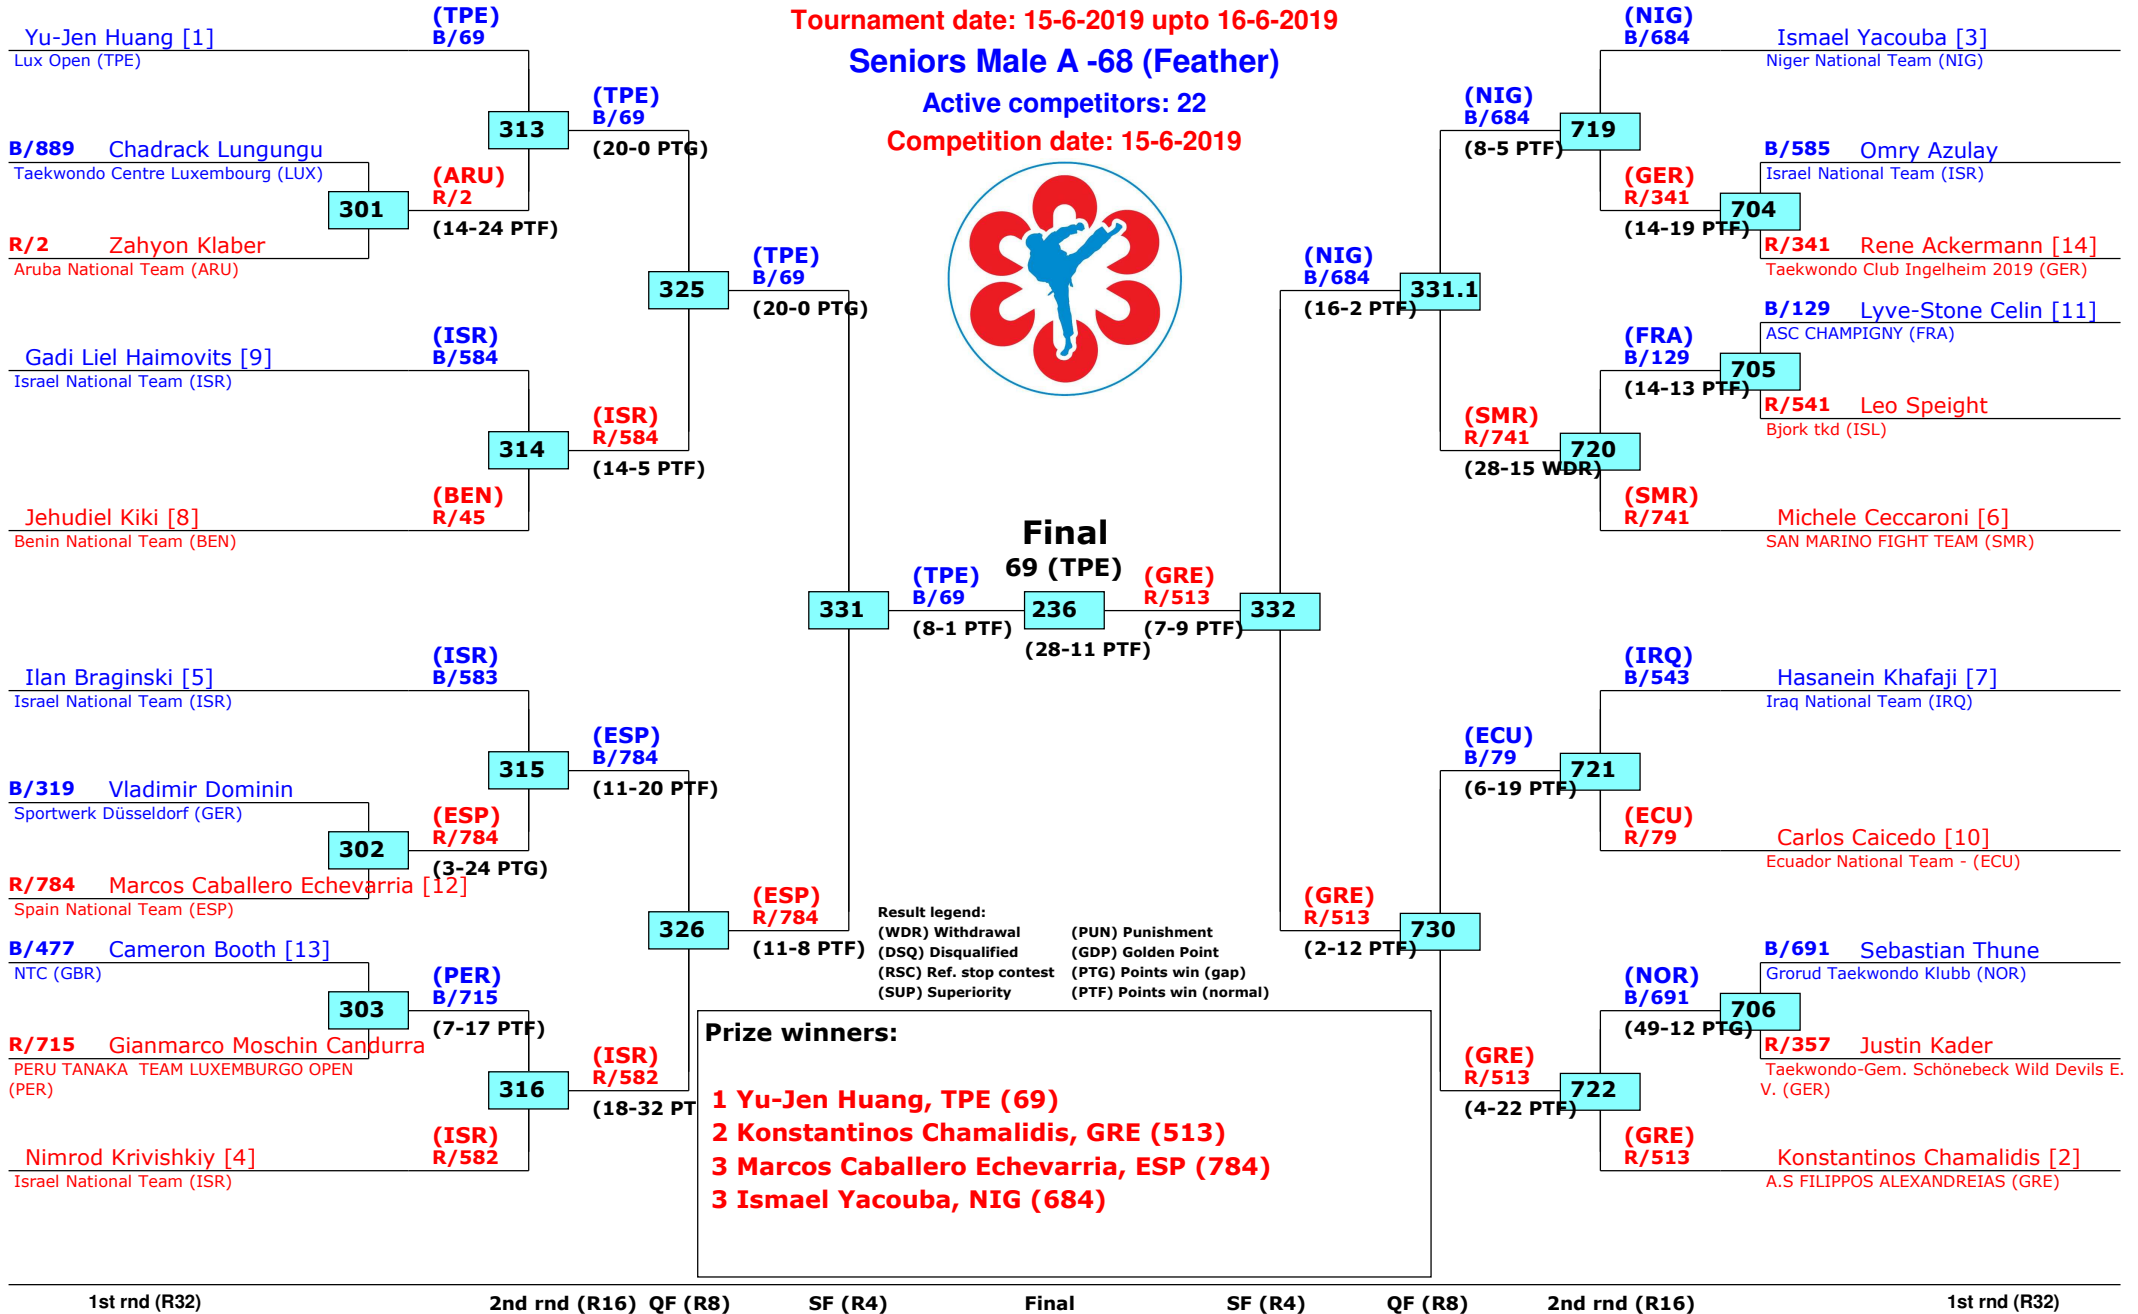 Tournament date: 15-6-2019 upto 16-6-2019
Seniors Male A -68 (Feather)
Active competitors: 22
Competition date: 15-6-2019
Yu-Jen Huang [1]
Lux Open (TPE)
(TPE)
B/69
B/889 Chadrack Lungungu
Taekwondo Centre Luxembourg (LUX)
301
R/2 Zahyon Klaber
Aruba National Team (ARU)
(ARU)
R/2
(14-24 PTF)
313
(TPE)
B/69
(20-0 PTG)
Gadi Liel Haimovits [9]
Israel National Team (ISR)
(ISR)
B/584
314
Jehudiel Kiki [8]
Benin National Team (BEN)
(BEN)
R/45
(ISR)
R/584
(14-5 PTF)
325
(TPE)
B/69
(20-0 PTG)
Ilan Braginski [5]
Israel National Team (ISR)
(ISR)
B/583
B/319 Vladimir Dominin
Sportwerk Düsseldorf (GER)
302
R/784 Marcos Caballero Echevarria [12]
Spain National Team (ESP)
(ESP)
R/784
(3-24 PTG)
315
(ESP)
B/784
(11-20 PTF)
B/477 Cameron Booth [13]
NTC (GBR)
303
R/715 Gianmarco Moschin Candurra
PERU TANAKA TEAM LUXEMBURGO OPEN
(PER)
(PER)
B/715
(7-17 PTF)
316
Nimrod Krivishkiy [4]
Israel National Team (ISR)
(ISR)
R/582
(ISR)
R/582
(18-32 PT
326
(ESP)
R/784
(11-8 PTF)
331
(TPE)
B/69
(8-1 PTF)
Final
69 (TPE)
236
(28-11 PTF)
(GRE)
R/513
(7-9 PTF)
332
(NIG)
B/684
(16-2 PTF)
331.1
(NIG)
B/684
(8-5 PTF)
719
(NIG)
B/684
Ismael Yacouba [3]
Niger National Team (NIG)
B/585 Omry Azulay
Israel National Team (ISR)
(GER)
R/341
(14-19 PTF)
704
R/341 Rene Ackermann [14]
Taekwondo Club Ingelheim 2019 (GER)
B/129 Lyve-Stone Celin [11]
ASC CHAMPIGNY (FRA)
(FRA)
B/129
(14-13 PTF)
705
R/541 Leo Speight
Bjork tkd (ISL)
(SMR)
R/741
(28-15 WDR)
720
(SMR)
R/741
Michele Ceccaroni [6]
SAN MARINO FIGHT TEAM (SMR)
(IRQ)
B/543
Hasanein Khafaji [7]
Iraq National Team (IRQ)
(ECU)
B/79
(6-19 PTF)
721
(ECU)
R/79
Carlos Caicedo [10]
Ecuador National Team - (ECU)
(GRE)
R/513
(2-12 PTF)
730
B/691 Sebastian Thune
Grorud Taekwondo Klubb (NOR)
(NOR)
B/691
(49-12 PTG)
706
R/357 Justin Kader
Taekwondo-Gem. Schönebeck Wild Devils E.
V. (GER)
(GRE)
R/513
(4-22 PTF)
722
(GRE)
R/513
Konstantinos Chamalidis [2]
A.S FILIPPOS ALEXANDREIAS (GRE)
Result legend:
(WDR) Withdrawal (PUN) Punishment
(DSQ) Disqualified (GDP) Golden Point
(RSC) Ref. stop contest (PTG) Points win (gap)
(SUP) Superiority (PTF) Points win (normal)
Prize winners:
1 Yu-Jen Huang, TPE (69)
2 Konstantinos Chamalidis, GRE (513)
3 Marcos Caballero Echevarria, ESP (784)
3 Ismael Yacouba, NIG (684)
1st rnd (R32) 2nd rnd (R16) QF (R8) SF (R4) Final SF (R4) QF (R8) 2nd rnd (R16) 1st rnd (R32)